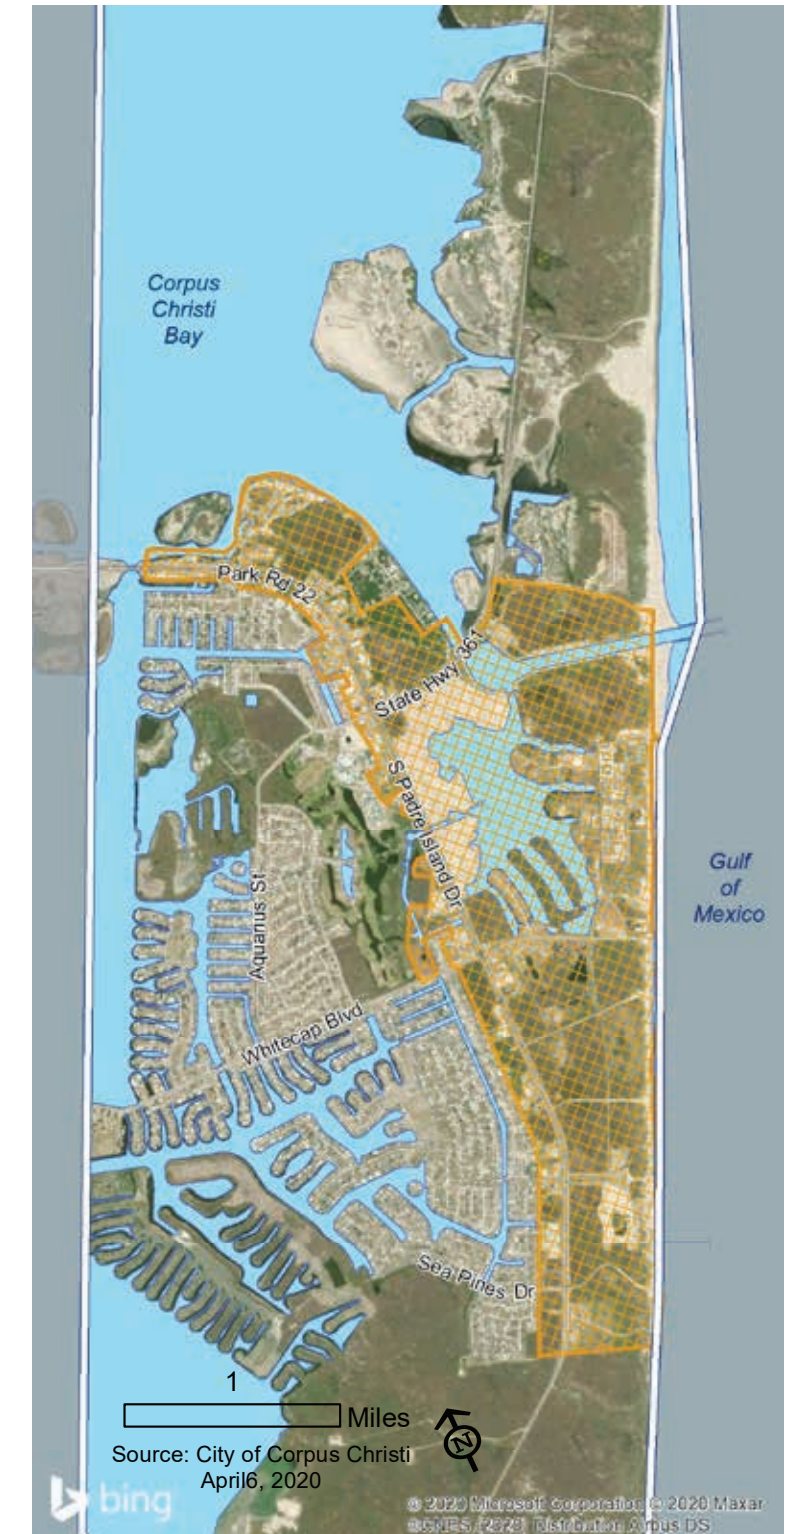 Corpus
Christi
Bay
Park Rd 22
State Hwy 361
S Padre Island Dr
Gulf
of
Mexico
Aquarius St
Whitecap Blvd
Sea Pines Dr
1
Miles
N
Source: City of Corpus Christi
April6, 2020
bing
© 2020 Microsoft Corporation © 2020 Maxar
©CNES (2020) Distribution Airbus DS